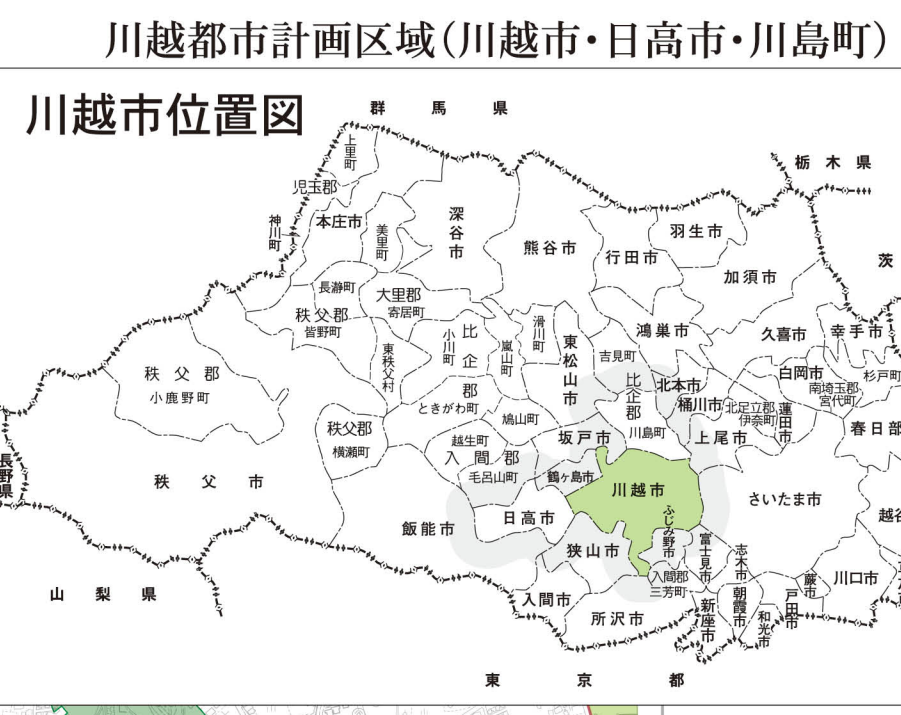 川越都市計画区域(川越市・日高市・川島町)
川越市位置図
群馬県
栃木県
茨
上里町
児玉郡
神川町
本庄市
美里町
深谷市
熊谷市
行田市
羽生市
加須市
長瀞町
秩父郡
皆野町
大里郡
寄居町
東秩父村
小川町
比企郡
嵐山町
滑川町
東松山市
吉見町
比企郡
川島町
鴻巣市
北本市
桶川市
北足立郡
伊奈町
久喜市
幸手市
白岡市
杉戸町
南埼玉郡
宮代町
蓮田市
春日部
上尾市
秩父郡
小鹿野町
ときがわ町
鳩山町
坂戸市
秩父郡
横瀬町
越生町
入間郡
毛呂山町
鶴ヶ島市
川越市
さいたま市
越谷
長野県
秩父市
飯能市
日高市
狭山市
ふじみ野市
富士見市
志木市
入間郡
三芳町
蕨市
川口市
戸田市
朝霞市
和光市
新座市
入間市
所沢市
山梨県
東京都